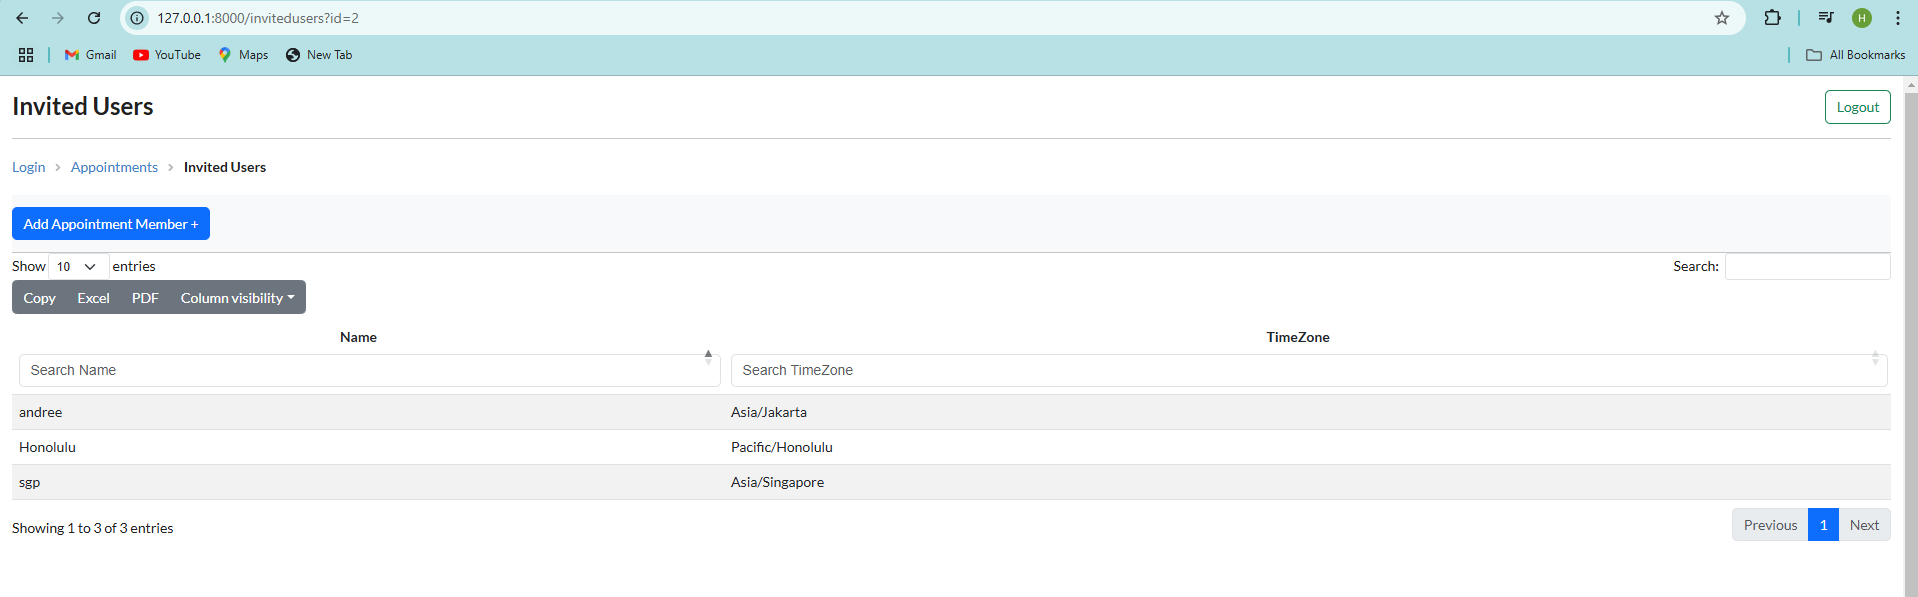 127.0.0.1:8000/invitedusers?id=2
H
Gmail YouTube Maps New Tab All Bookmarks
Invited Users Logout
Login > Appointments > Invited Users
Add Appointment Member +
Show 10 entries Search:
Copy Excel PDF Column visibility
Name TimeZone
Search Name Search TimeZone
andree Asia/Jakarta
Honolulu Pacific/Honolulu
sgp Asia/Singapore
Showing 1 to 3 of 3 entries Previous 1 Next